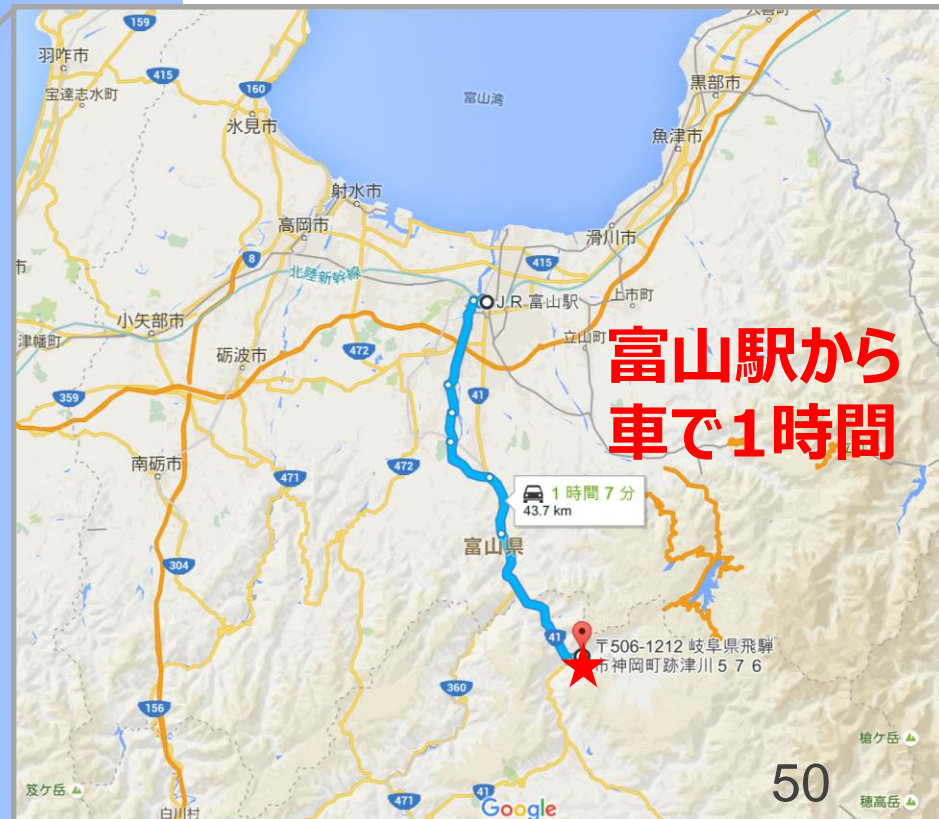 159
羽咋市
415
宝達志水町
160
氷見市
富山湾
黒部市
魚津市
射水市
高岡市
滑川市
8
415
北陸新幹線
J R 富山駅
上市町
小矢部市
津幡町
立山町
472
砺波市
富山駅から
車で1時間
359
41
南砺市
471
472
1 時間 7 分
43.7 km
富山県
304
41
〒506-1212 岐阜県飛騨
市神岡町跡津川５７６
360
156
槍ケ岳
50
笈ケ岳
471
41
Google
穂高岳
白川村